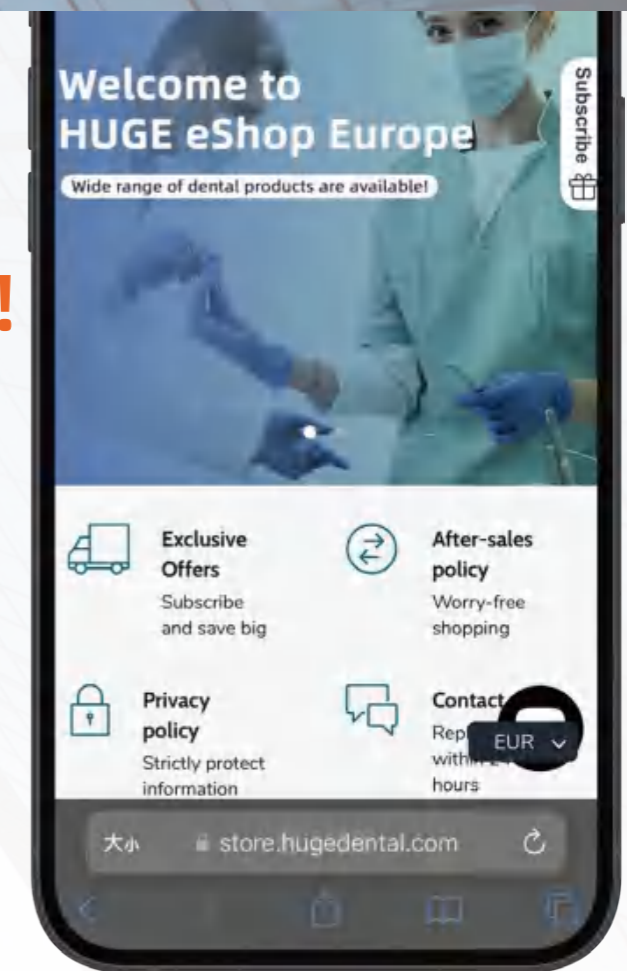 Welcome to
HUGE eShop Europe
Subscribe
Wide range of dental products are available!
!
Exclusive
Offers
Subscribe
and save big
After-sales
policy
Worry-free
shopping
Privacy
policy
Strictly protect
information
Contact
EUR
hours
大小
store.hugedental.com